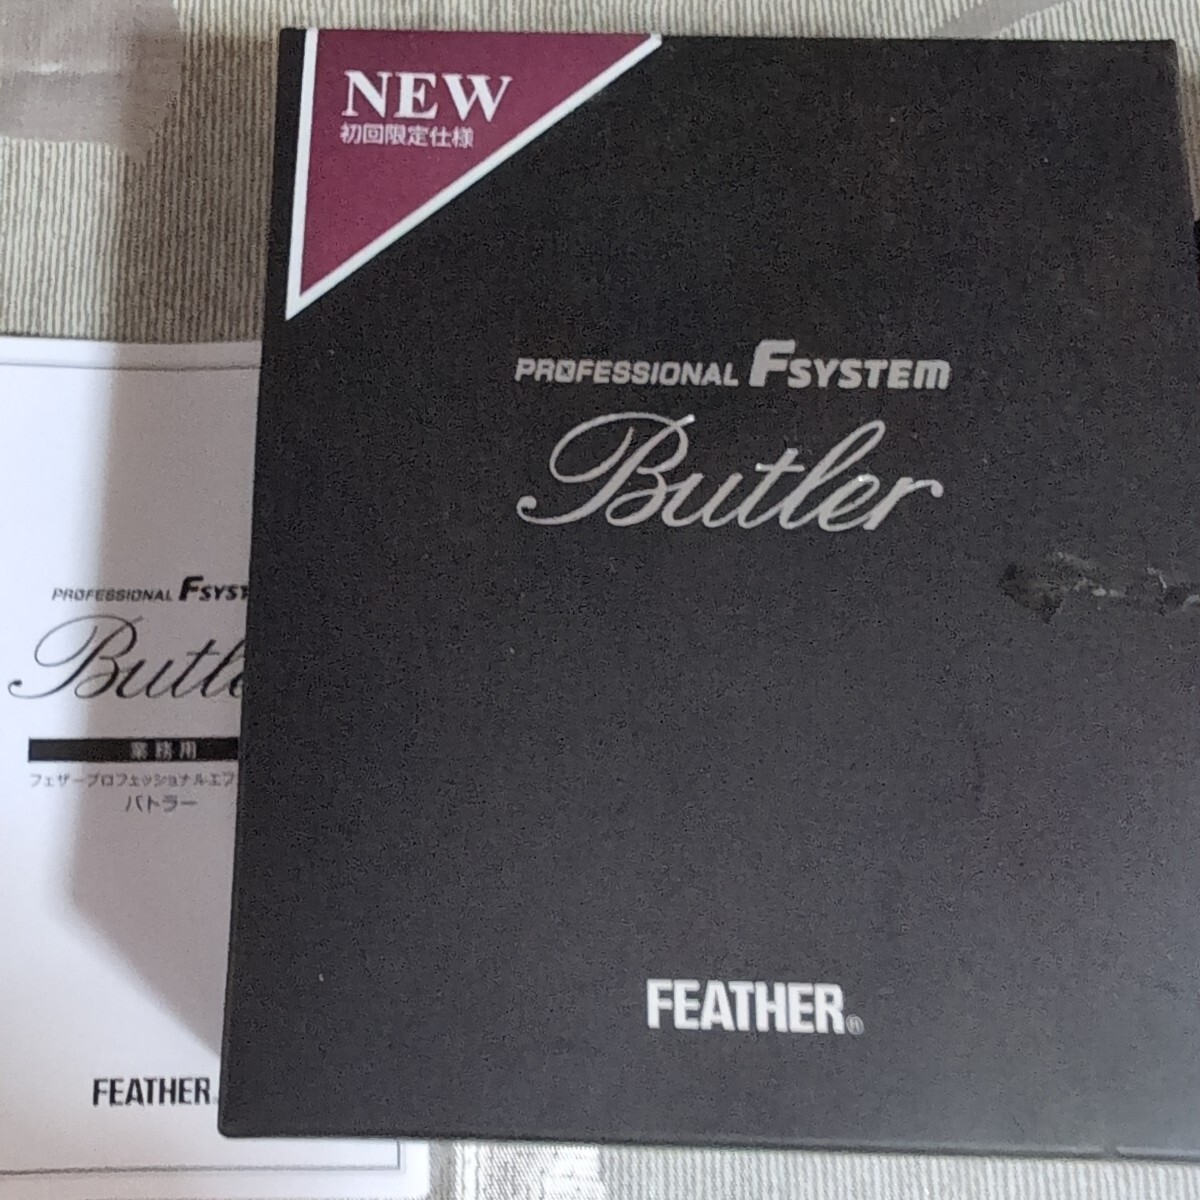 NEW
初回限定仕様
PROFESSIONAL FSYSTEM
Butler
FEATHER®
PROFESSIONAL FSYST
Butle
業務用
フェザープロフェッショナルエフ
バトラー
FEATHER